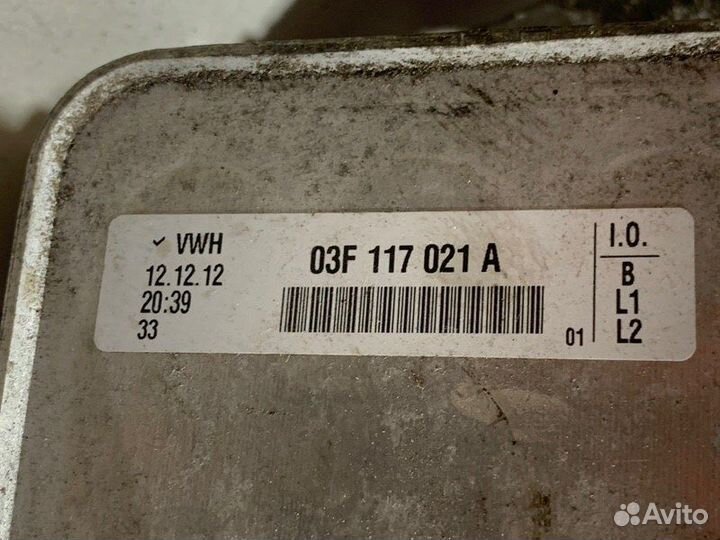 ✓ VWH
12.12.12
20:39
33
03F 117 021 A
01
I.O.
B
L1
L2
Avito